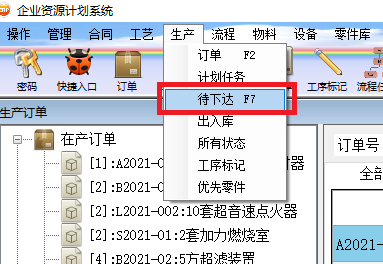 企业资源计划系统
操作 管理 合同 工艺 生产 流程 物料 设备 零件库
密码 快捷入口 订单 工序标记
订单 F2
计划任务
待下达 F7
出入库
所有状态
工序标记
优先零件
生产订单
在产订单
订单号
[1]:A2021-0
[2]:B2021-0
[2]:L2021-002:10套超音速点火器
[2]:S2021-01:2套加力燃烧室
[4]:B2021-02:5方超滤装置
全部
A2021-0